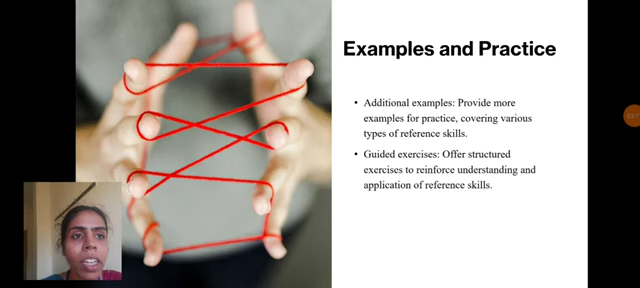 Examples and Practice
• Additional examples: Provide more
examples for practice, covering various
types of reference skills.
• Guided exercises: Offer structured
exercises to reinforce understanding and
application of reference skills.